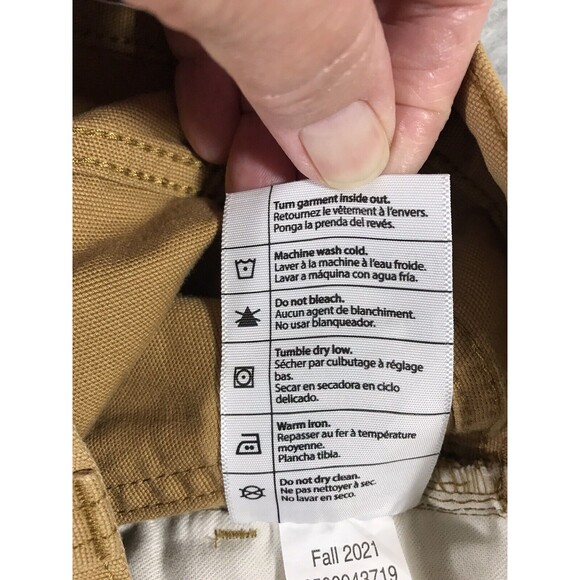 Turn garment inside out.
Retournez le vêtement à l'envers.
Ponga la prenda del revés.
Machine wash cold.
Laver à la machine à l'eau froide.
Lavar a máquina con agua fría.
Do not bleach.
Aucun agent de blanchiment.
No usar blanqueador.
Tumble dry low.
Sécher par culbutage à réglage
bas.
Secar en secadora en ciclo
delicado.
Warm iron.
Repasser au fer à température
moyenne.
Plancha tibia.
Do not dry clean.
Ne pas nettoyer à sec.
No lavar en seco.
Fall 2021